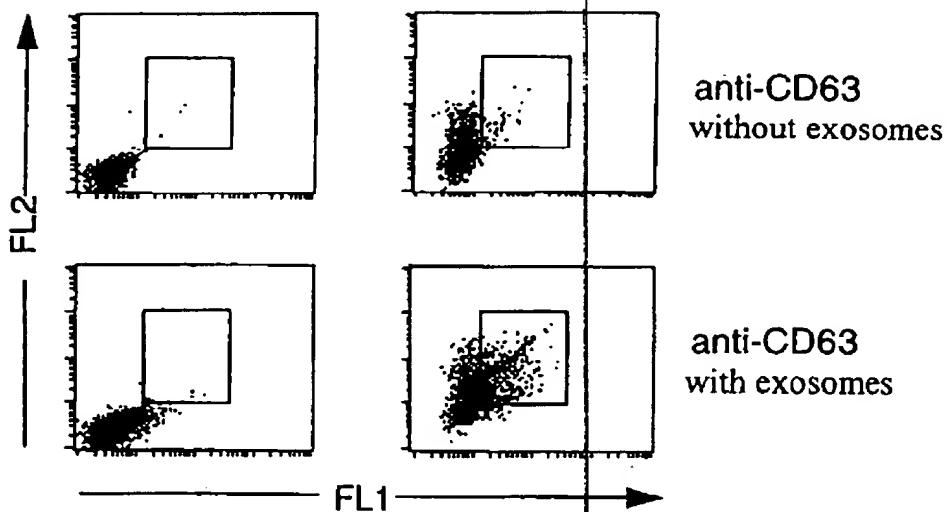 anti-CD63
without exosomes
FL2
anti-CD63
with exosomes
FL1